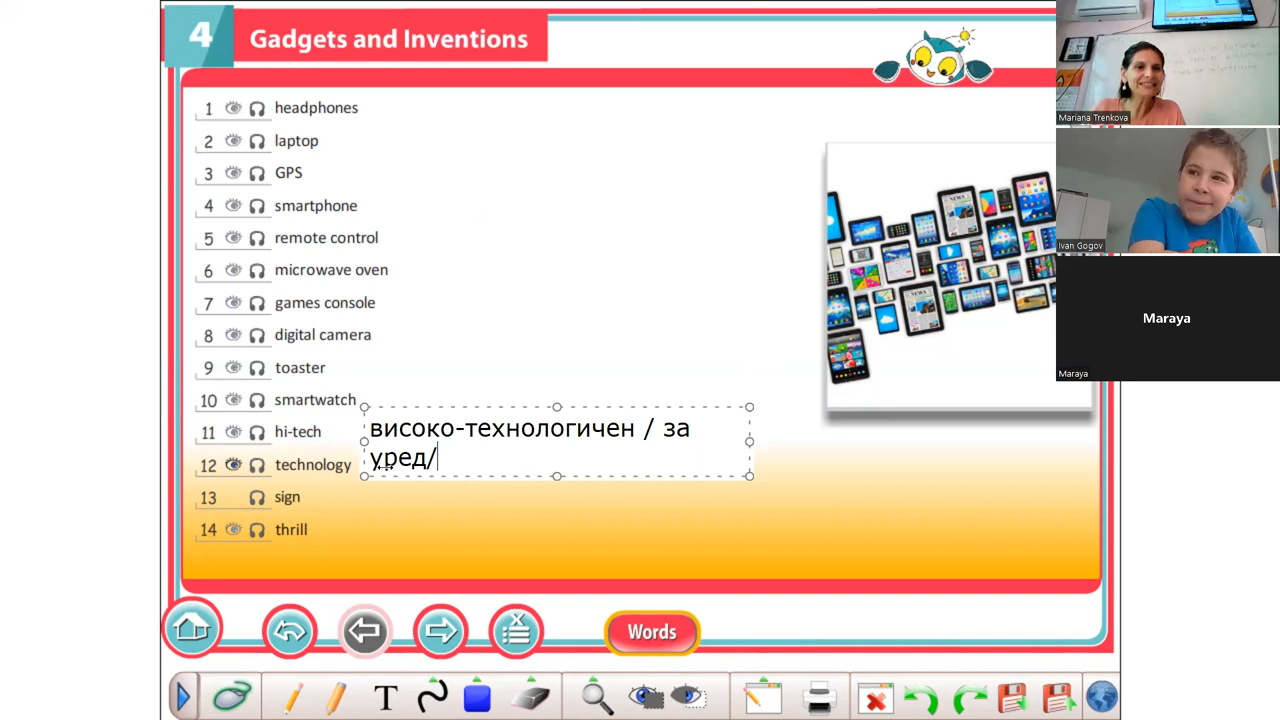 4 Gadgets and Inventions
1 headphones
2 laptop
3 GPS
4 smartphone
5 remote control
6 microwave oven
7 games console
8 digital camera
9 toaster
10 smartwatch
11 hi-tech
12 technology
13 sign
14 thrill
високо-технологичен / за
уред/
NEWS
NEWS
Mariana Trenkova
Ivan Gogov
Maraya
Maraya
Words
T